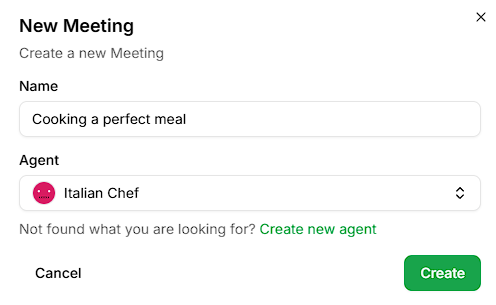 New Meeting
Create a new Meeting
Name
Cooking a perfect meal
Agent
Italian Chef
Not found what you are looking for? Create new agent
Cancel
Create